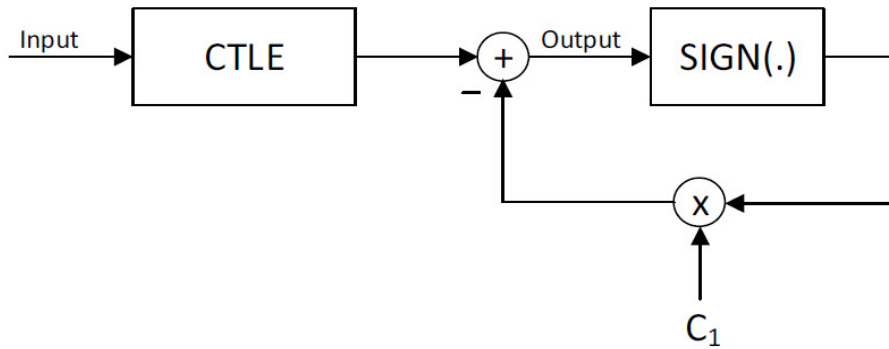 Input
CTLE
+
Output
SIGN(.)
−
x
C₁